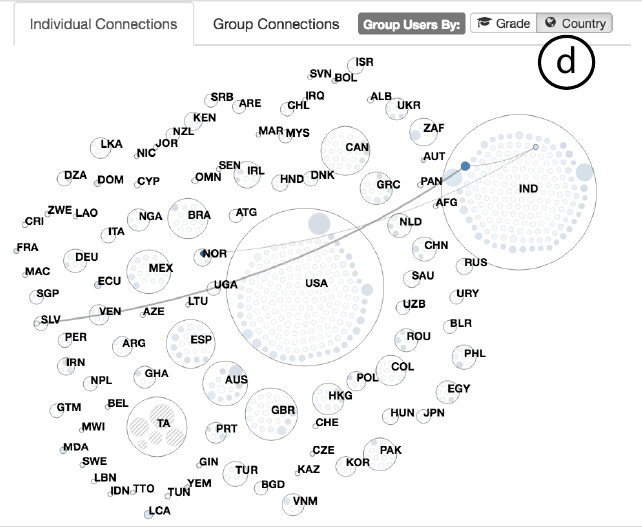 Individual Connections Group Connections Group Users By: Grade Country
d
ISR
SVN BOL
SRB ARE IRQ ALB
CHL UKR
KEN
NZL MAR MYS ZAF
LKA JOR CAN
NIC AUT
SEN IRL
DZA DOM CYP OMN HND DNK GRC PAN IND
AFG
ZWE LAO NGA BRA ATG
CRI NLD
ITA
FRA CHN
DEU NOR
MAC MEX RUS
ECU UGA USA SAU
SGP LTU URY
VEN AZE UZB
SLV
BLR
PER ARG ESP ROU
PHL
IRN
GHA COL
NPL AUS POL
HKG EGY
GTM BEL TA GBR
HUN JPN
MWI PRT CHE
MDA
SWE CZE PAK
GIN KOR
LBN TUR KAZ
IDN TTO TUN YEM BGD
VNM
LCA